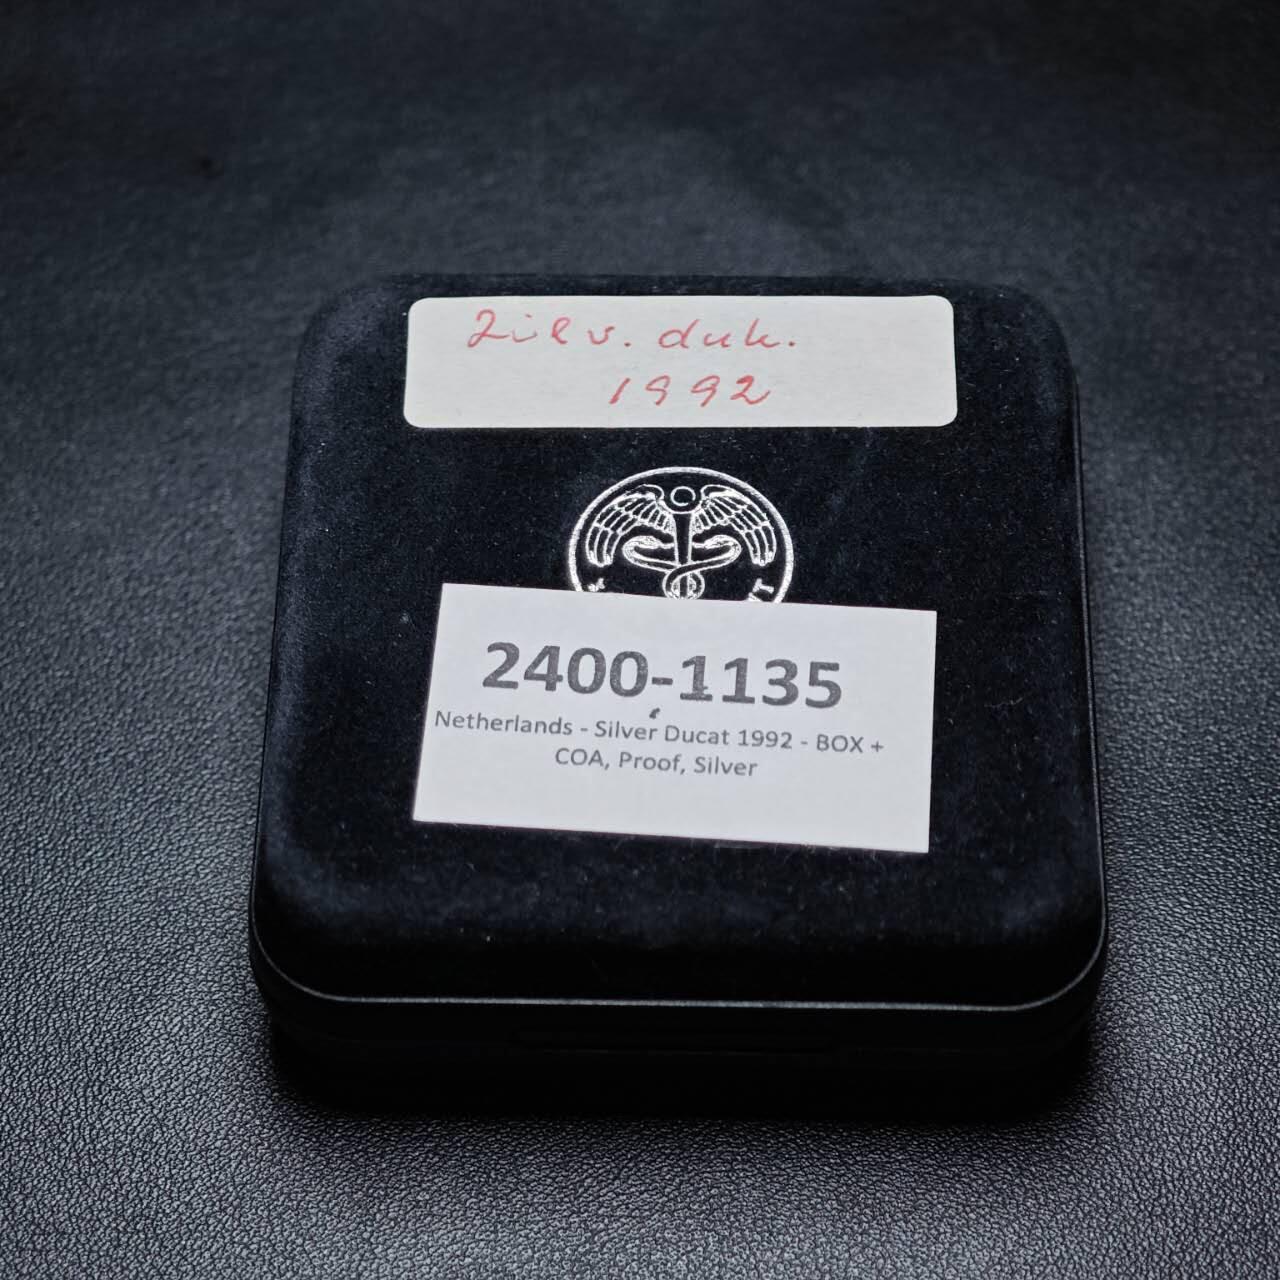 Zilv. duk.
1992
2400-1135
Netherlands - Silver Ducat 1992 - BOX +
COA, Proof, Silver